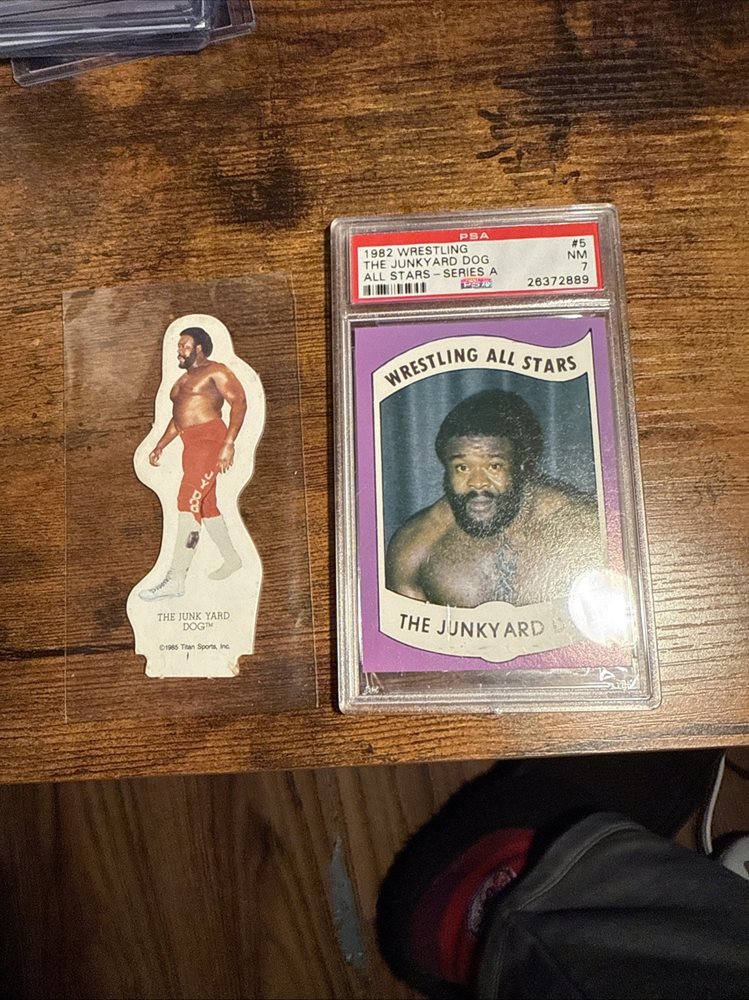 THE JUNK YARD
DOG™
©1985 Titan Sports, Inc.
PSA
1982 WRESTLING #5
THE JUNKYARD DOG NM
ALL STARS - SERIES A 7
PSA 26372889
WRESTLING ALL STARS
THE JUNKYARD